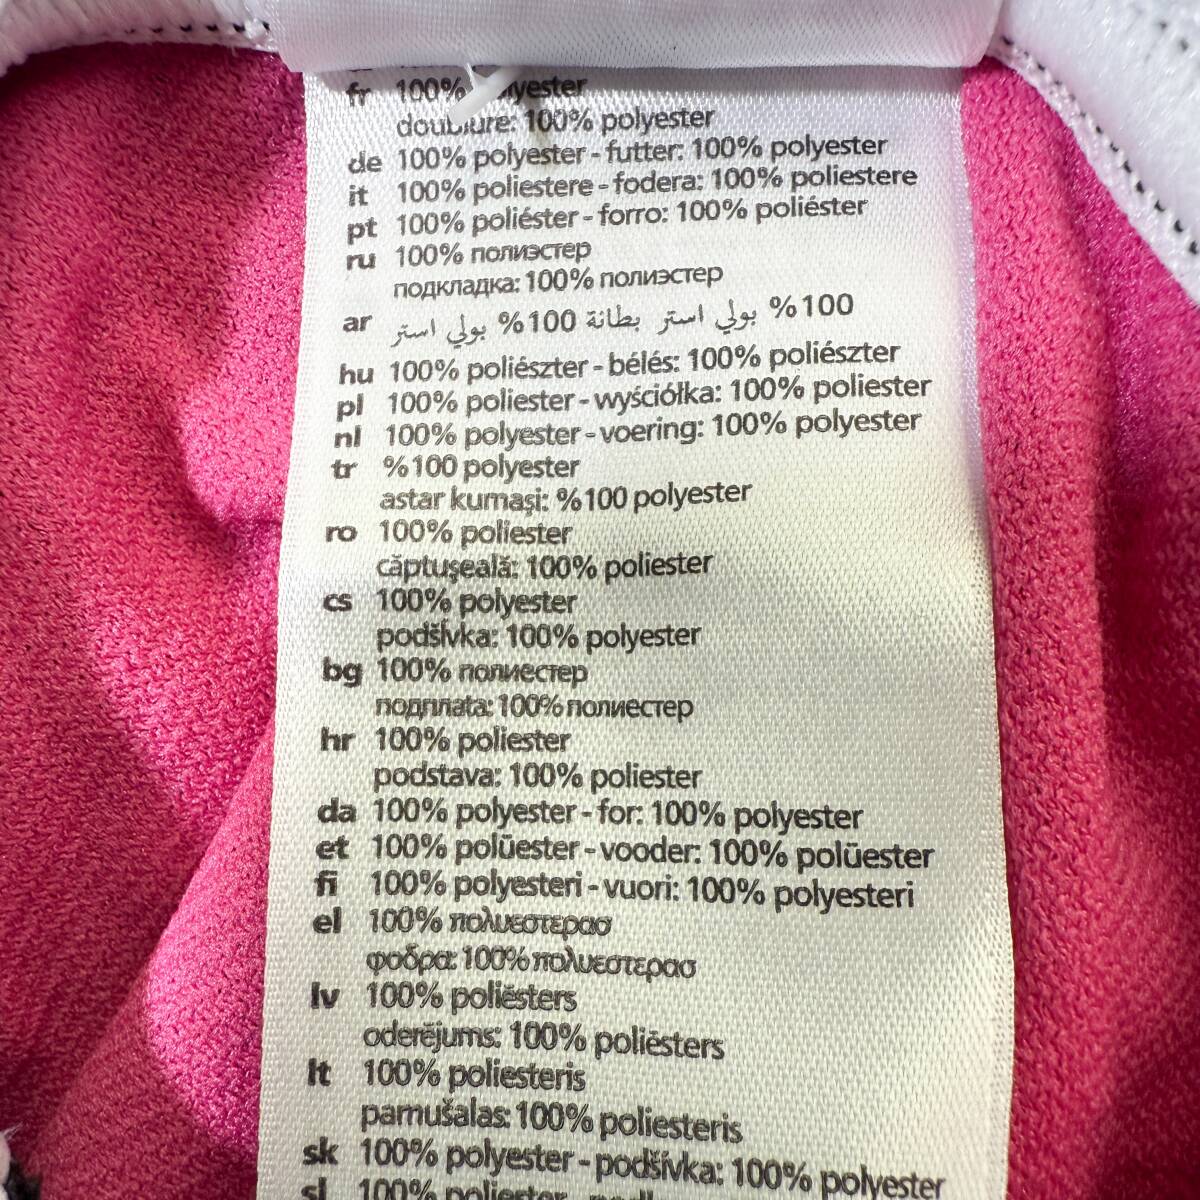 fr 100%
doublure: 100% polyester
de 100% polyester - futter: 100% polyester
it 100% poliestere - fodera: 100% poliestere
pt 100% poliéster - forro: 100% poliéster
ru 100% полиэстер
подкладка: 100% полиэстер
ar %100 بولي استر بطانة 100% بولي استر
hu 100% poliészter - bélés: 100% poliészter
pl 100% poliester - wyściółka: 100% poliester
nl 100% polyester - voering: 100% polyester
tr %100 polyester
astar kumaşi: %100 polyester
ro 100% poliester
căptuşeală: 100% poliester
cs 100% polyester
podšívka: 100% polyester
bg 100% полиестер
подплата: 100% полиестер
hr 100% poliester
podstava: 100% poliester
da 100% polyester - for: 100% polyester
et 100% polüester - vooder: 100% polüester
fi 100% polyesteri - vuori: 100% polyesteri
el 100% πολυεστερασ
φοδρα: 100% πολυεστερασ
lv 100% poliēsters
oderējums: 100% poliēsters
lt 100% poliesteris
pamušalas: 100% poliesteris
sk 100% polyester - podšívka: 100% polyester
sl 100% poliester